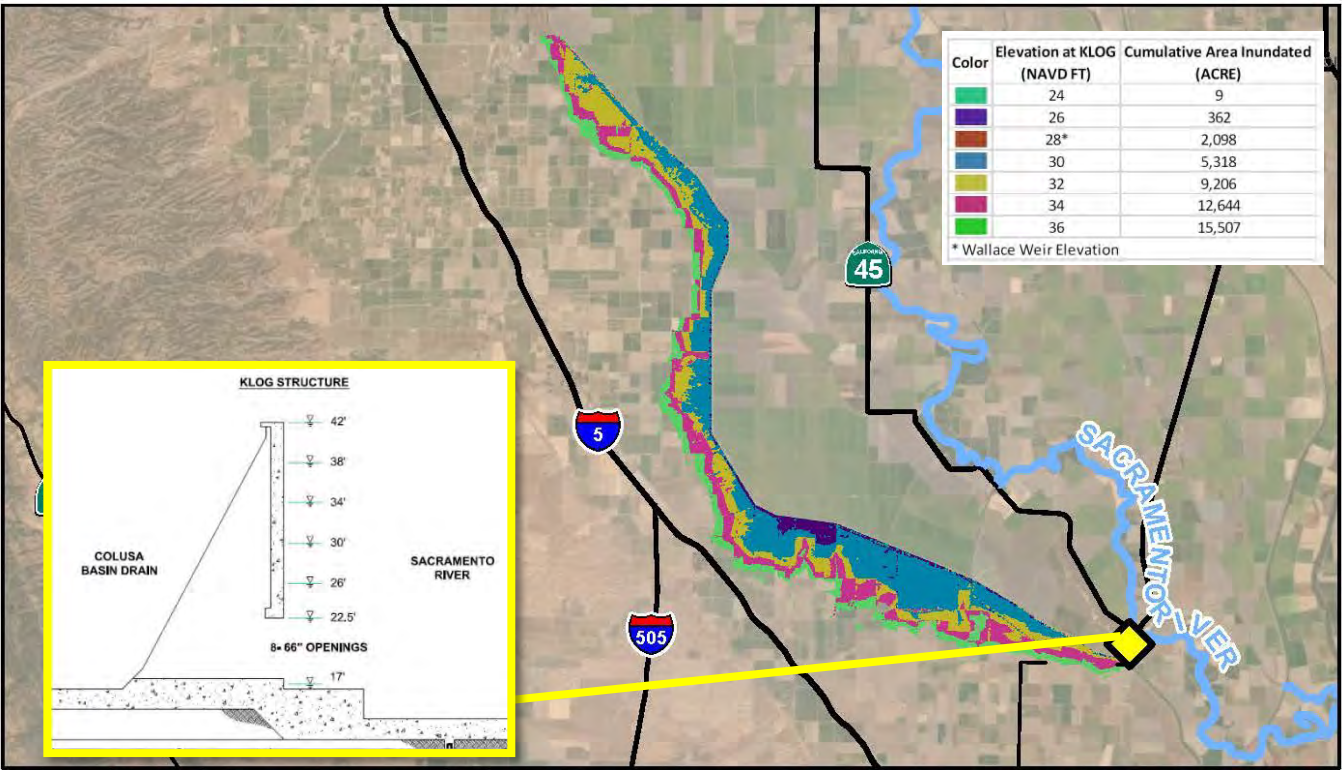 Color Elevation at KLOG (NAVD FT) Cumulative Area Inundated (ACRE)
24 9
26 362
28* 2,098
30 5,318
32 9,206
34 12,644
36 15,507
* Wallace Weir Elevation
CALIFORNIA
45
5
505
SACRAMENTO RIVER
KLOG STRUCTURE
42'
38'
34'
30'
26'
22.5'
17'
COLUSA
BASIN DRAIN
SACRAMENTO
RIVER
8- 66" OPENINGS